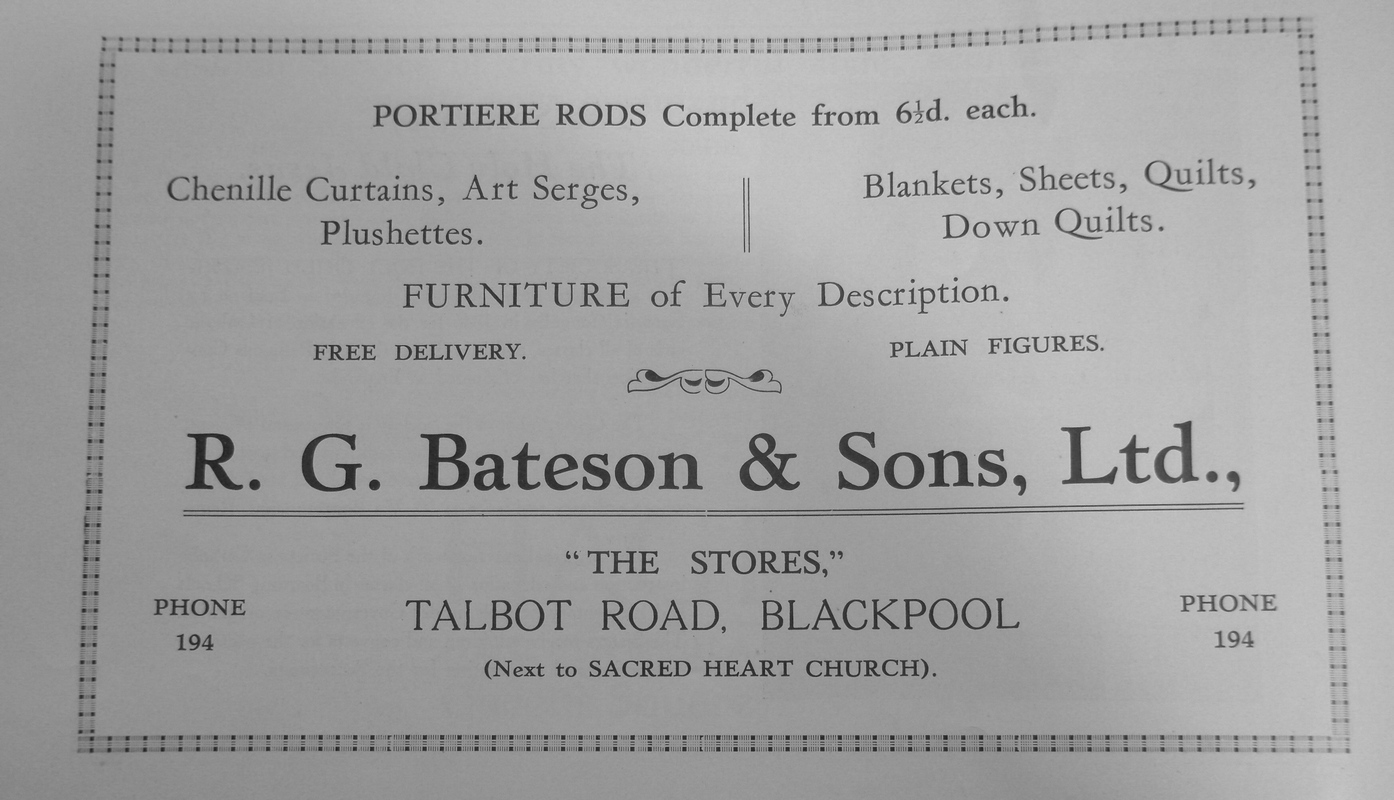 PORTIERE RODS Complete from 6½d. each.
Chenille Curtains, Art Serges,
Plushettes.
Blankets, Sheets, Quilts,
Down Quilts.
FURNITURE of Every Description.
FREE DELIVERY.
PLAIN FIGURES.
R. G. Bateson & Sons, Ltd.,
“THE STORES,”
TALBOT ROAD, BLACKPOOL
(Next to SACRED HEART CHURCH).
PHONE
194
PHONE
194